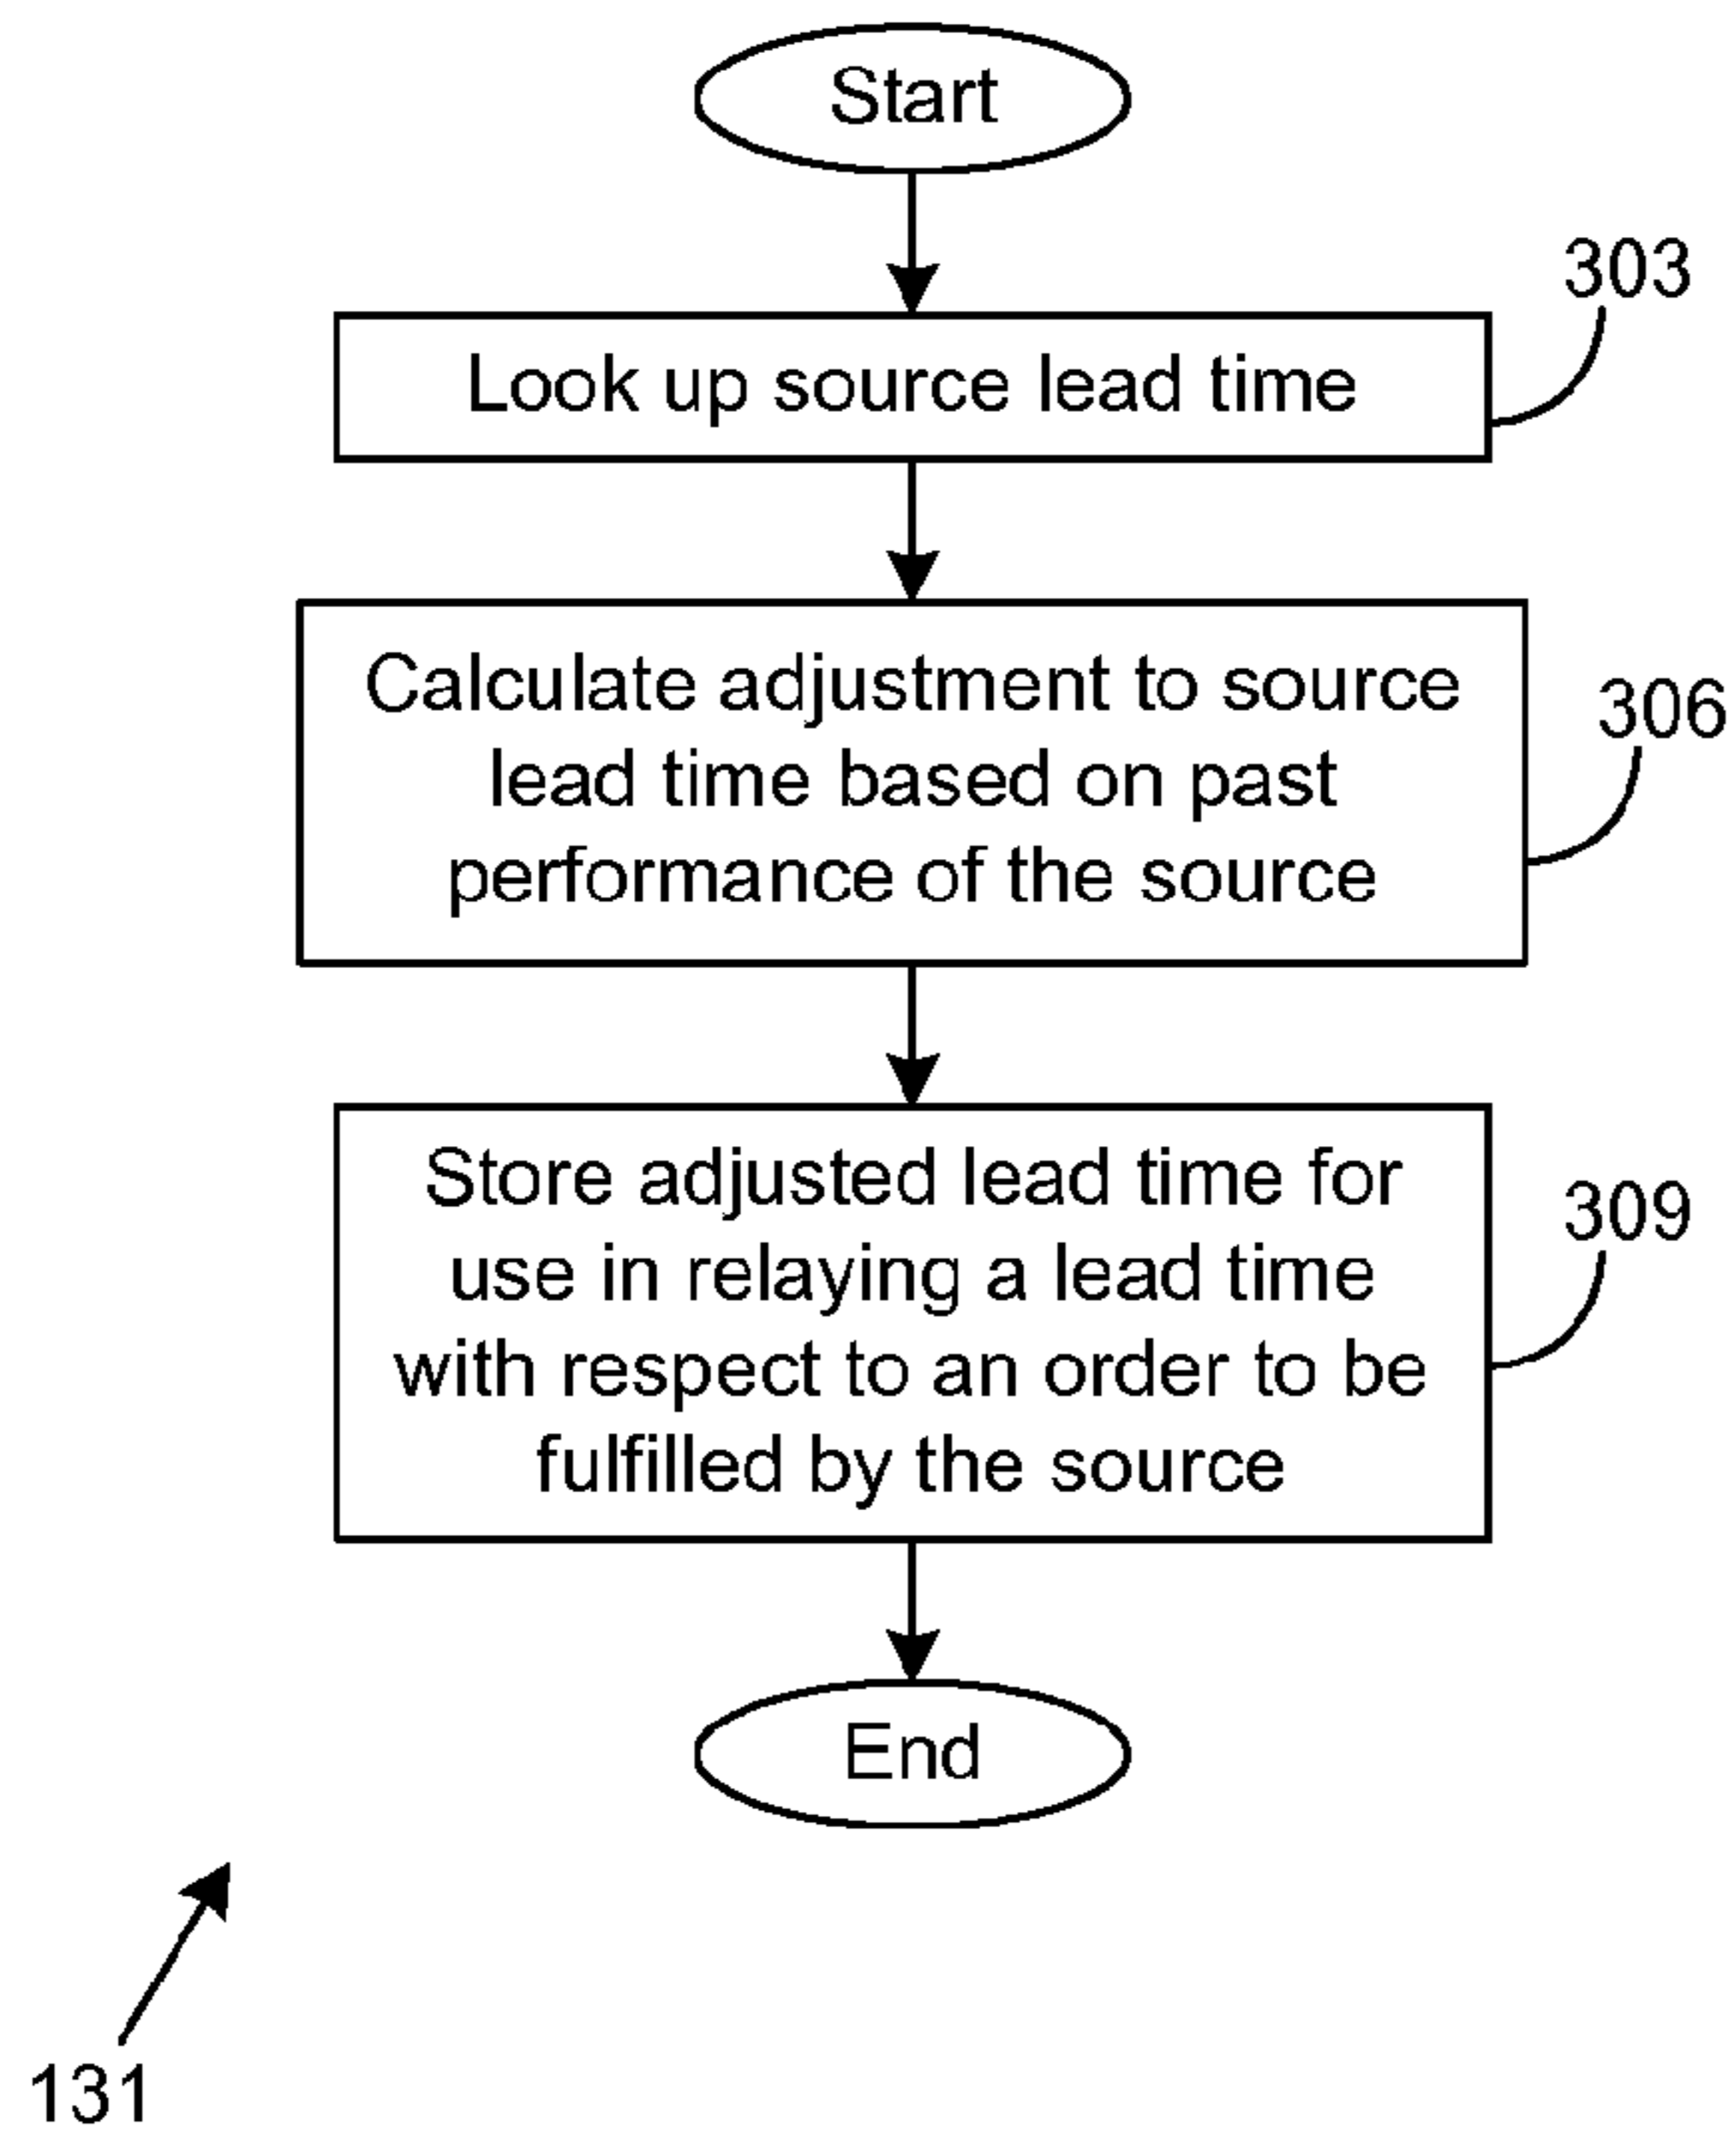 Start
303
Look up source lead time
Calculate adjustment to source
306
lead time based on past
performance of the source
Store adjusted lead time for
309
use in relaying a lead time
with respect to an order to be
fulfilled by the source
End
131